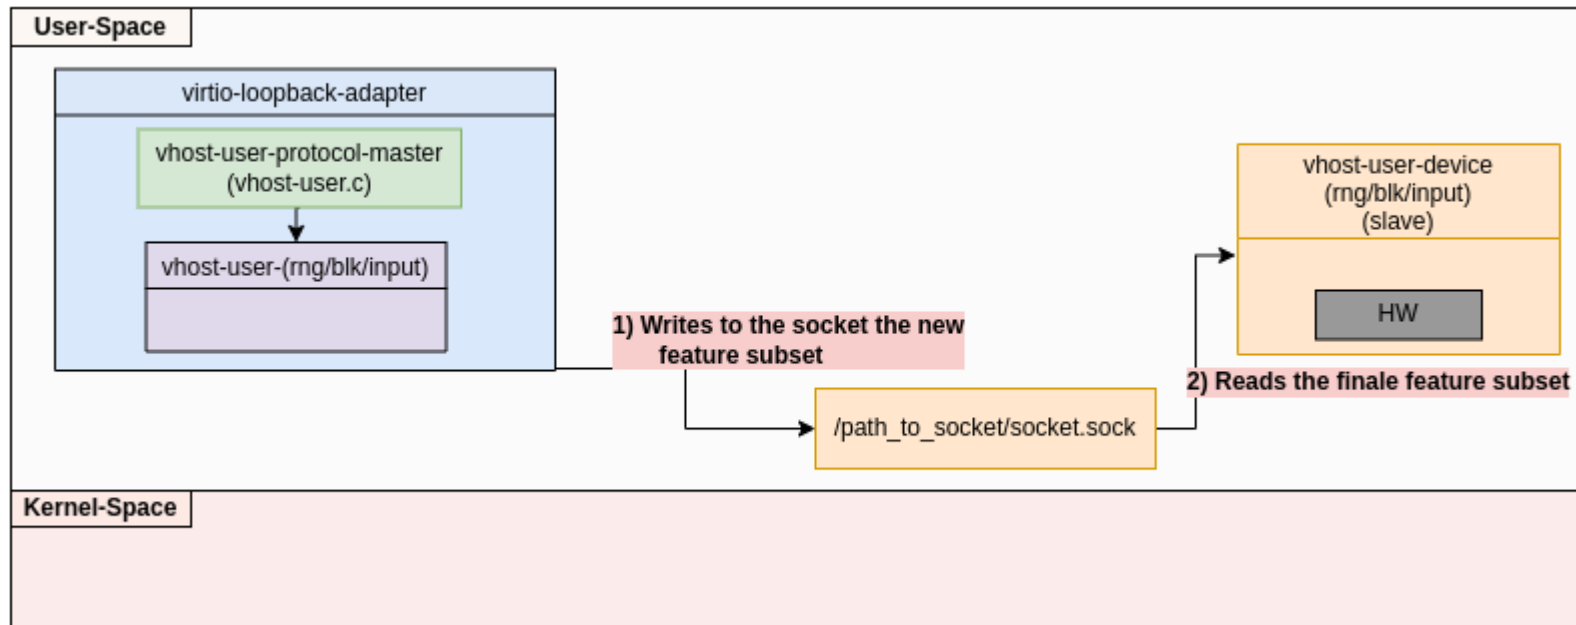 User-Space
virtio-loopback-adapter
vhost-user-protocol-master
(vhost-user.c)
vhost-user-(rng/blk/input)
1) Writes to the socket the new
feature subset
/path_to_socket/socket.sock
vhost-user-device
(rng/blk/input)
(slave)
HW
2) Reads the finale feature subset
Kernel-Space